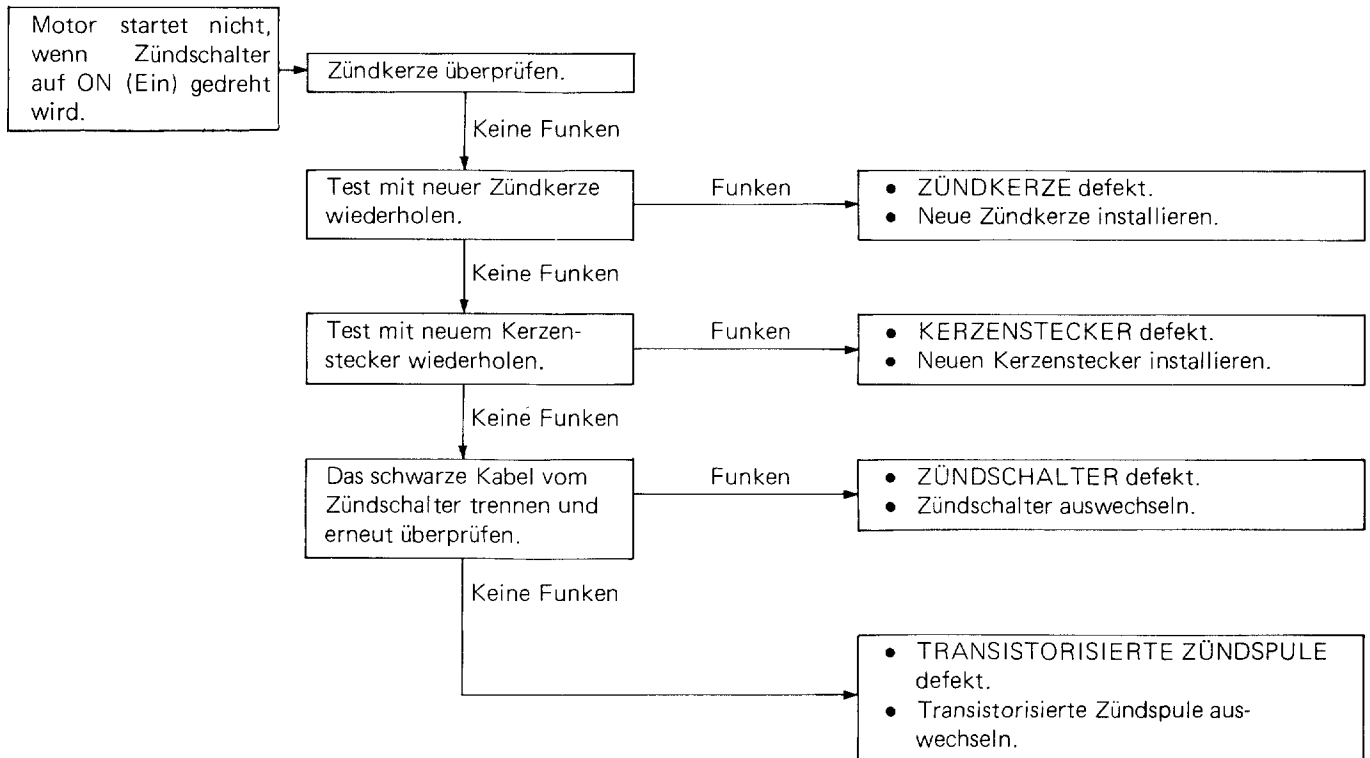 Motor startet nicht,
wenn Zündschalter
auf ON (Ein) gedreht
wird.
Zündkerze überprüfen.
Keine Funken
Test mit neuer Zündkerze
wiederholen.
Funken
• ZÜNDKERZE defekt.
• Neue Zündkerze installieren.
Keine Funken
Test mit neuem Kerzen-
stecker wiederholen.
Funken
• KERZENSTECKER defekt.
• Neuen Kerzenstecker installieren.
Keine Funken
Das schwarze Kabel vom
Zündschalter trennen und
erneut überprüfen.
Funken
• ZÜNDSCHALTER defekt.
• Zündschalter auswechseln.
Keine Funken
• TRANSISTORISIERTE ZÜNDSPULE
defekt.
• Transistorisierte Zündspule aus-
wechseln.